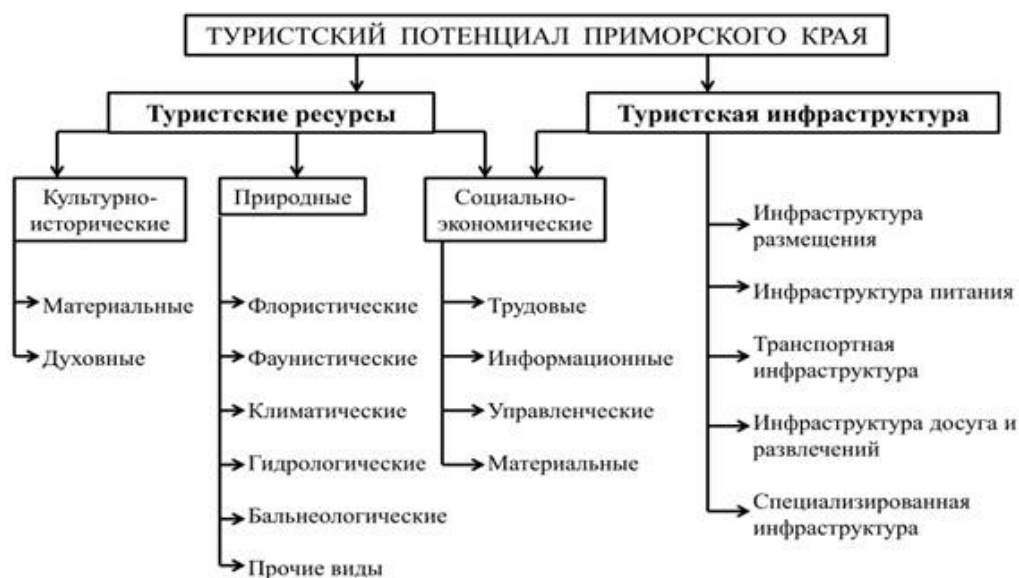 ТУРИСТСКИЙ ПОТЕНЦИАЛ ПРИМОРСКОГО КРАЯ
Туристские ресурсы
Туристская инфраструктура
Культурно-
исторические
Материальные
Духовные
Природные
Флористические
Фаунистические
Климатические
Гидрологические
Бальнеологические
Прочие виды
Социально-
экономические
Трудовые
Информационные
Управленческие
Материальные
Инфраструктура
размещения
Инфраструктура питания
Транспортная
инфраструктура
Инфраструктура досуга и
развлечений
Специализированная
инфраструктура